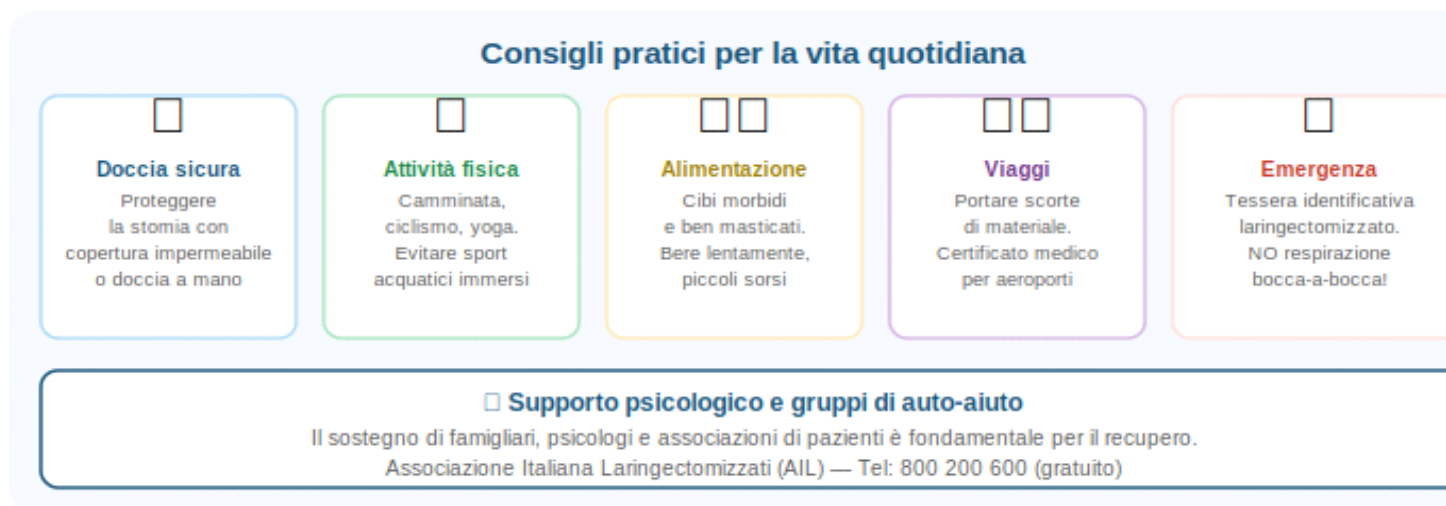 Consigli pratici per la vita quotidiana
Doccia sicura
Proteggere
la stomia con
copertura impermeabile
o doccia a mano
Attività fisica
Camminata,
ciclismo, yoga.
Evitare sport
acquatici immersi
Alimentazione
Cibi morbidi
e ben masticati.
Bere lentamente,
piccoli sorsi
Viaggi
Portare scorte
di materiale.
Certificato medico
per aeroporti
Emergenza
Tessera identificativa
laringectomizzato.
NO respirazione
bocca-a-bocca!
Supporto psicologico e gruppi di auto-aiuto
Il sostegno di famigliari, psicologi e associazioni di pazienti è fondamentale per il recupero.
Associazione Italiana Laringectomizzati (AIL) — Tel: 800 200 600 (gratuito)